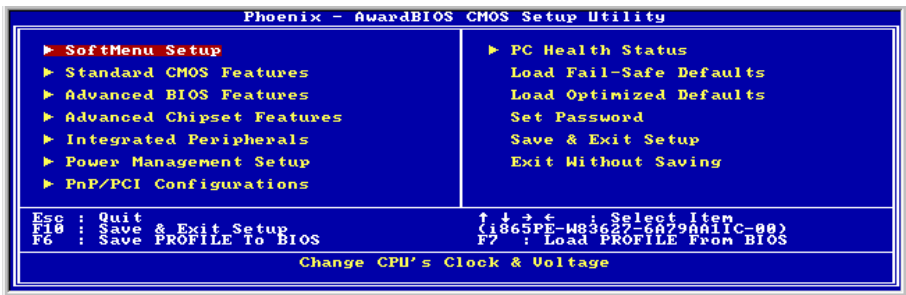 Phoenix - AwardBIOS CMOS Setup Utility
► SoftMenu Setup
► Standard CMOS Features
► Advanced BIOS Features
► Advanced Chipset Features
► Integrated Peripherals
► Power Management Setup
► PnP/PCI Configurations
► PC Health Status
Load Fail-Safe Defaults
Load Optimized Defaults
Set Password
Save & Exit Setup
Exit Without Saving
Esc : Quit
F10 : Save & Exit Setup
F6 : Save PROFILE To BIOS
↑ ↓ → ← : Select Item
(i865PE-W83627-6A79AA1IC-00)
F7 : Load PROFILE From BIOS
Change CPU's Clock & Voltage